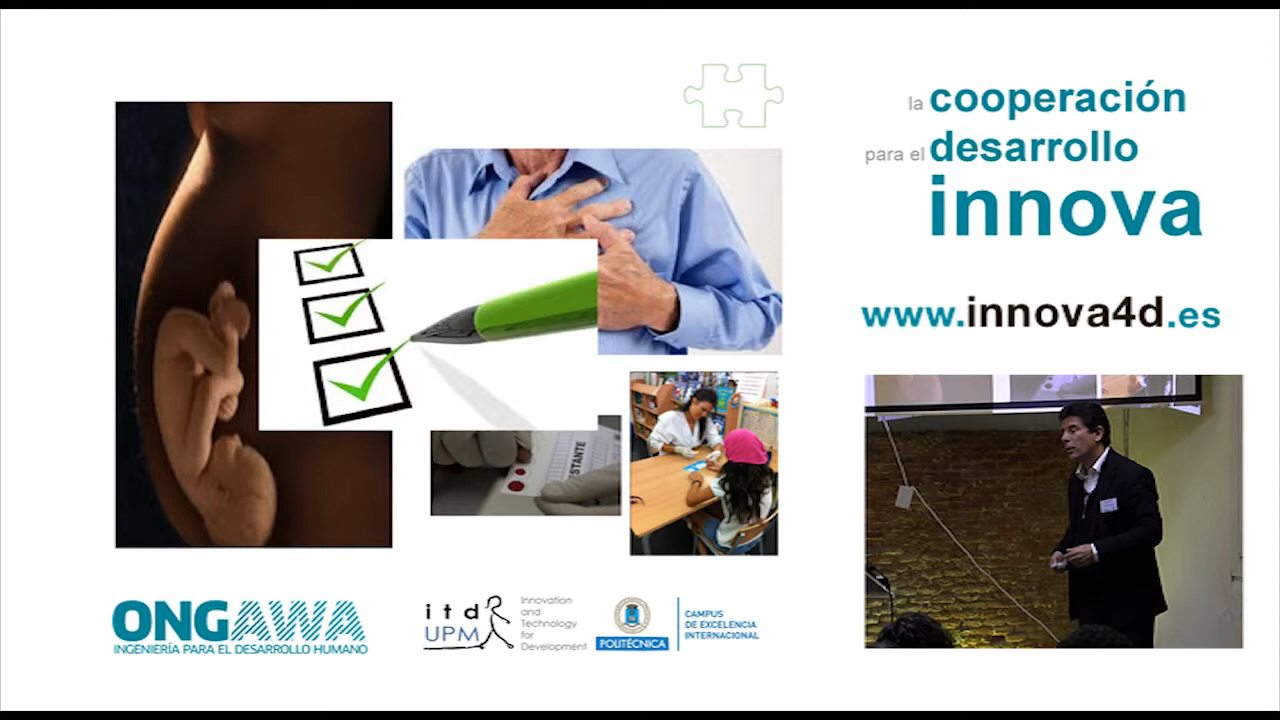 la cooperación
para el desarrollo
innova
www.innova4d.es
STANTE
ONGAWA
INGENIERÍA PARA EL DESARROLLO HUMANO
itd
UPM
Innovation
and
Technology
for
Development
POLITÉCNICA
CAMPUS
DE EXCELENCIA
INTERNACIONAL